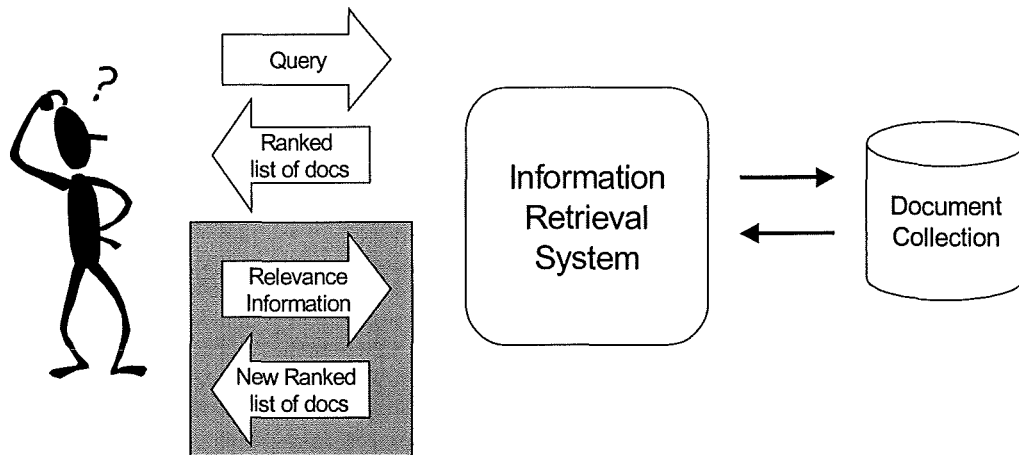 ?
Query
Ranked
list of docs
Relevance
Information
New Ranked
list of docs
Information
Retrieval
System
Document
Collection